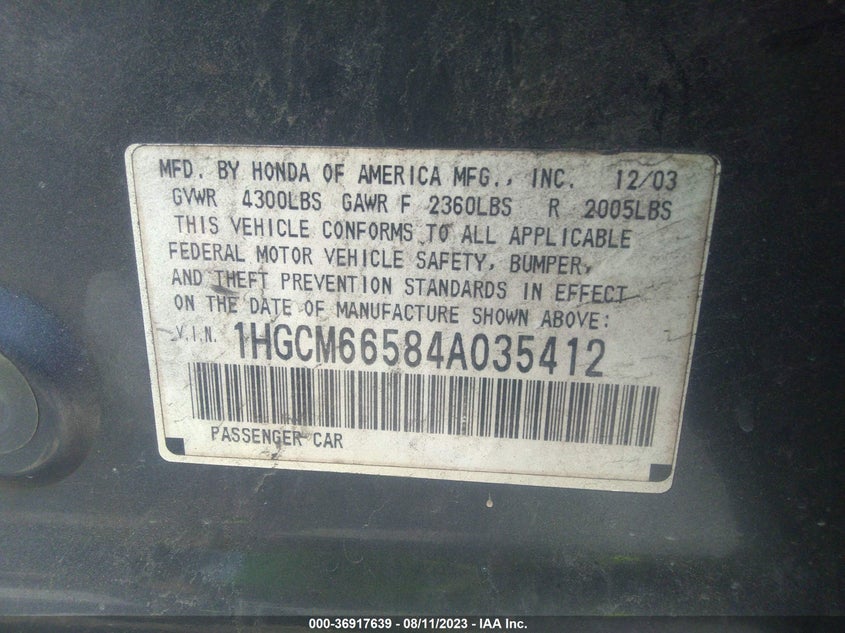 MFD. BY HONDA OF AMERICA MFG., INC. 12/03
GVWR 4300LBS GAWR F 2360LBS R 2005LBS
THIS VEHICLE CONFORMS TO ALL APPLICABLE
FEDERAL MOTOR VEHICLE SAFETY, BUMPER,
AND THEFT PREVENTION STANDARDS IN EFFECT
ON THE DATE OF MANUFACTURE SHOWN ABOVE:
V.I.N. 1HGCM66584A035412
PASSENGER CAR
000-36917639 - 08/11/2023 - IAA Inc.